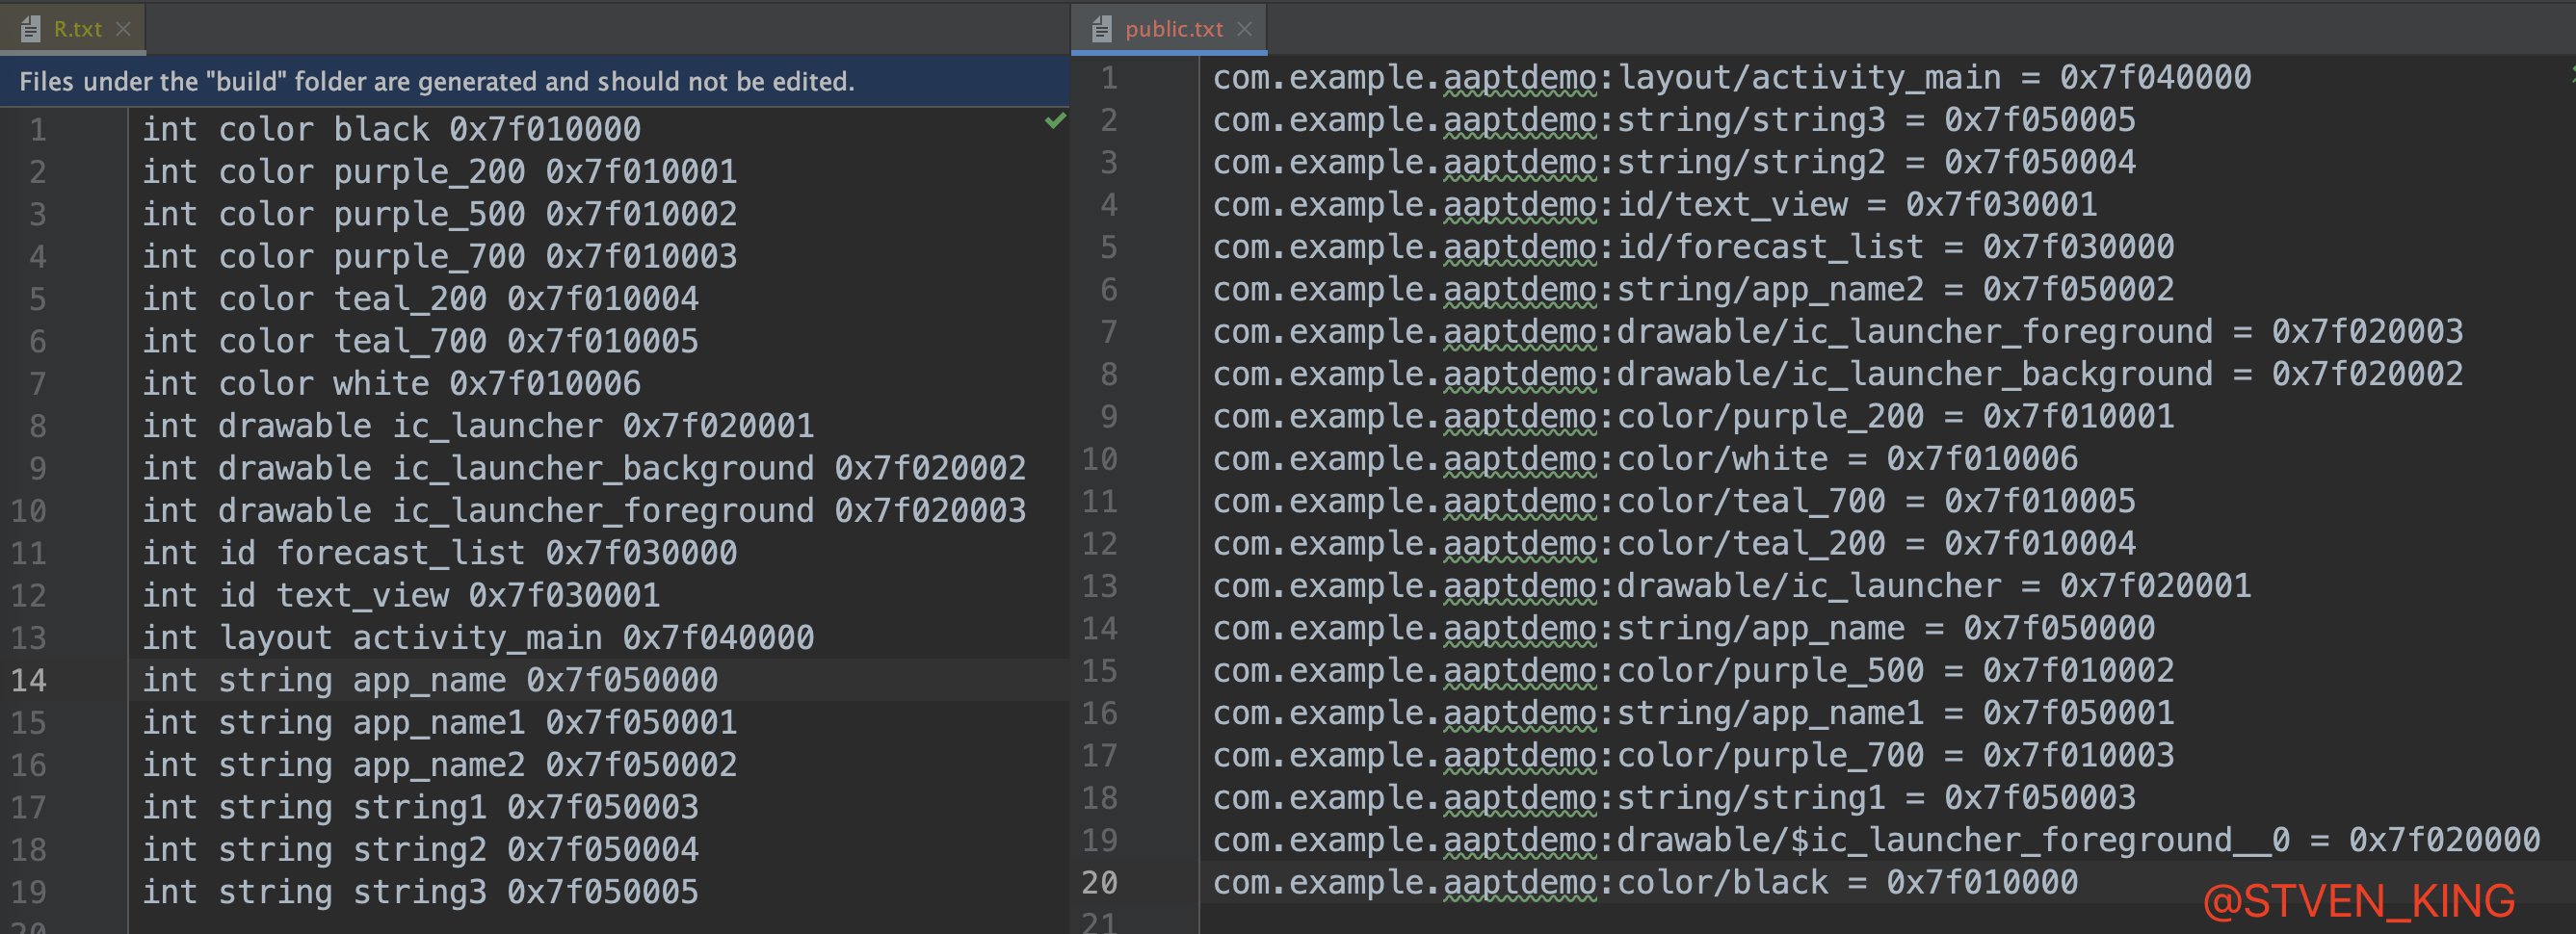 R.txt
Files under the "build" folder are generated and should not be edited.
1 int color black 0x7f010000
2 int color purple_200 0x7f010001
3 int color purple_500 0x7f010002
4 int color purple_700 0x7f010003
5 int color teal_200 0x7f010004
6 int color teal_700 0x7f010005
7 int color white 0x7f010006
8 int drawable ic_launcher 0x7f020001
9 int drawable ic_launcher_background 0x7f020002
10 int drawable ic_launcher_foreground 0x7f020003
11 int id forecast_list 0x7f030000
12 int id text_view 0x7f030001
13 int layout activity_main 0x7f040000
14 int string app_name 0x7f050000
15 int string app_name1 0x7f050001
16 int string app_name2 0x7f050002
17 int string string1 0x7f050003
18 int string string2 0x7f050004
19 int string string3 0x7f050005
20
public.txt
1 com.example.aaptdemo:layout/activity_main = 0x7f040000
2 com.example.aaptdemo:string/string3 = 0x7f050005
3 com.example.aaptdemo:string/string2 = 0x7f050004
4 com.example.aaptdemo:id/text_view = 0x7f030001
5 com.example.aaptdemo:id/forecast_list = 0x7f030000
6 com.example.aaptdemo:string/app_name2 = 0x7f050002
7 com.example.aaptdemo:drawable/ic_launcher_foreground = 0x7f020003
8 com.example.aaptdemo:drawable/ic_launcher_background = 0x7f020002
9 com.example.aaptdemo:color/purple_200 = 0x7f010001
10 com.example.aaptdemo:color/white = 0x7f010006
11 com.example.aaptdemo:color/teal_700 = 0x7f010005
12 com.example.aaptdemo:color/teal_200 = 0x7f010004
13 com.example.aaptdemo:drawable/ic_launcher = 0x7f020001
14 com.example.aaptdemo:string/app_name = 0x7f050000
15 com.example.aaptdemo:color/purple_500 = 0x7f010002
16 com.example.aaptdemo:string/app_name1 = 0x7f050001
17 com.example.aaptdemo:color/purple_700 = 0x7f010003
18 com.example.aaptdemo:string/string1 = 0x7f050003
19 com.example.aaptdemo:drawable/$ic_launcher_foreground__0 = 0x7f020000
20 com.example.aaptdemo:color/black = 0x7f010000
21
@STVEN_KING